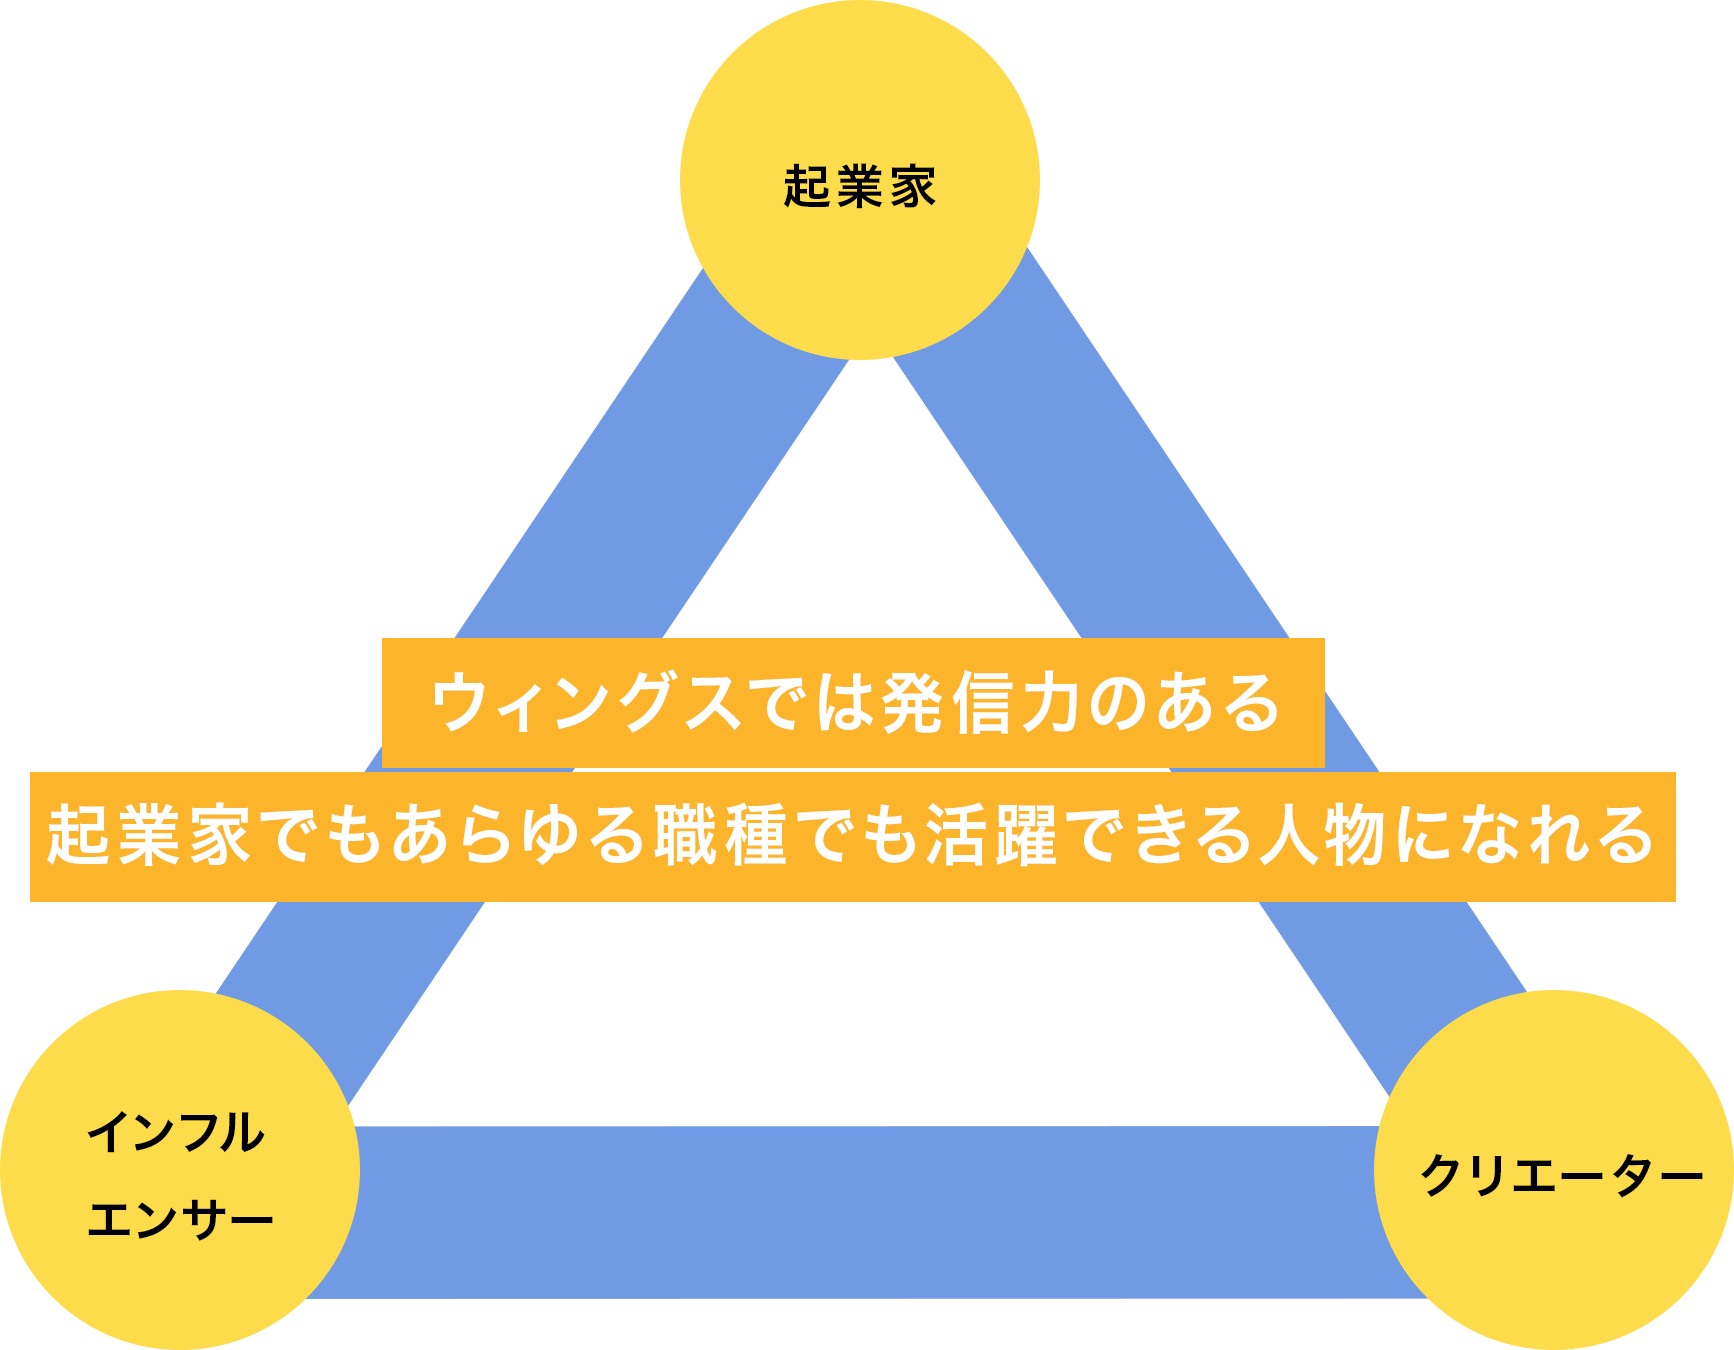 起業家
ウィングスでは発信力のある
起業家でもあらゆる職種でも活躍できる人物になれる
インフル
エンサー
クリエーター